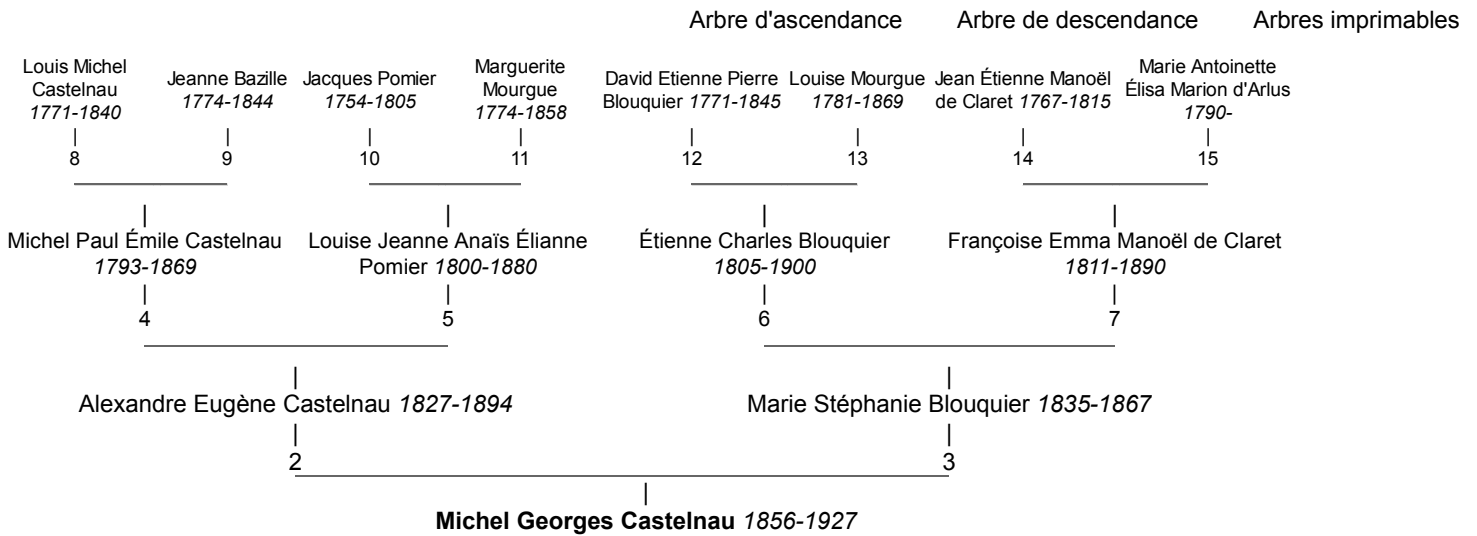 Arbre d'ascendance Arbre de descendance Arbres imprimables
Louis Michel
Castelnau
1771-1840
Jeanne Bazille
1774-1844
Jacques Pomier
1754-1805
Marguerite
Mourgue
1774-1858
David Etienne Pierre
Blouquier 1771-1845
Louise Mourgue
1781-1869
Jean Étienne Manoël
de Claret 1767-1815
Marie Antoinette
Élisa Marion d'Arlus
1790-
8 9 10 11 12 13 14 15
Michel Paul Émile Castelnau
1793-1869
Louise Jeanne Anaïs Élianne
Pomier 1800-1880
Étienne Charles Blouquier
1805-1900
Françoise Emma Manoël de Claret
1811-1890
4 5 6 7
Alexandre Eugène Castelnau 1827-1894
Marie Stéphanie Blouquier 1835-1867
2 3
Michel Georges Castelnau 1856-1927